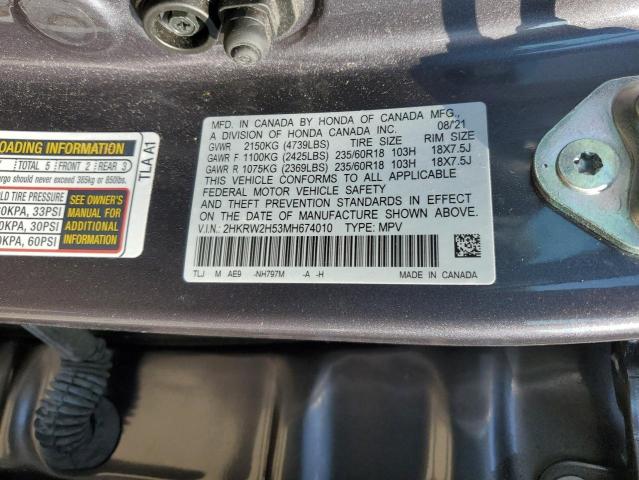 OADING INFORMATION
TOTAL 5 FRONT 2 REAR 3
argo should never exceed 385kg or 850lbs.
LD TIRE PRESSURE
0KPA, 33PSI
0KPA, 30PSI
0KPA, 60PSI
SEE OWNER'S
MANUAL FOR
ADDITIONAL
INFORMATION
TLA A1
MFD. IN CANADA BY HONDA OF CANADA MFG.,
A DIVISION OF HONDA CANADA INC. 08/21
GVWR 2150KG (4739LBS) TIRE SIZE RIM SIZE
GAWR F 1100KG (2425LBS) 235/60R18 103H 18X7.5J
GAWR R 1075KG (2369LBS) 235/60R18 103H 18X7.5J
THIS VEHICLE CONFORMS TO ALL APPLICABLE
FEDERAL MOTOR VEHICLE SAFETY
AND THEFT PREVENTION STANDARDS IN EFFECT
ON THE DATE OF MANUFACTURE SHOWN ABOVE.
V.I.N.: 2HKRW2H53MH674010 TYPE: MPV
TLJ M AE9 -NH797M -A -H MADE IN CANADA